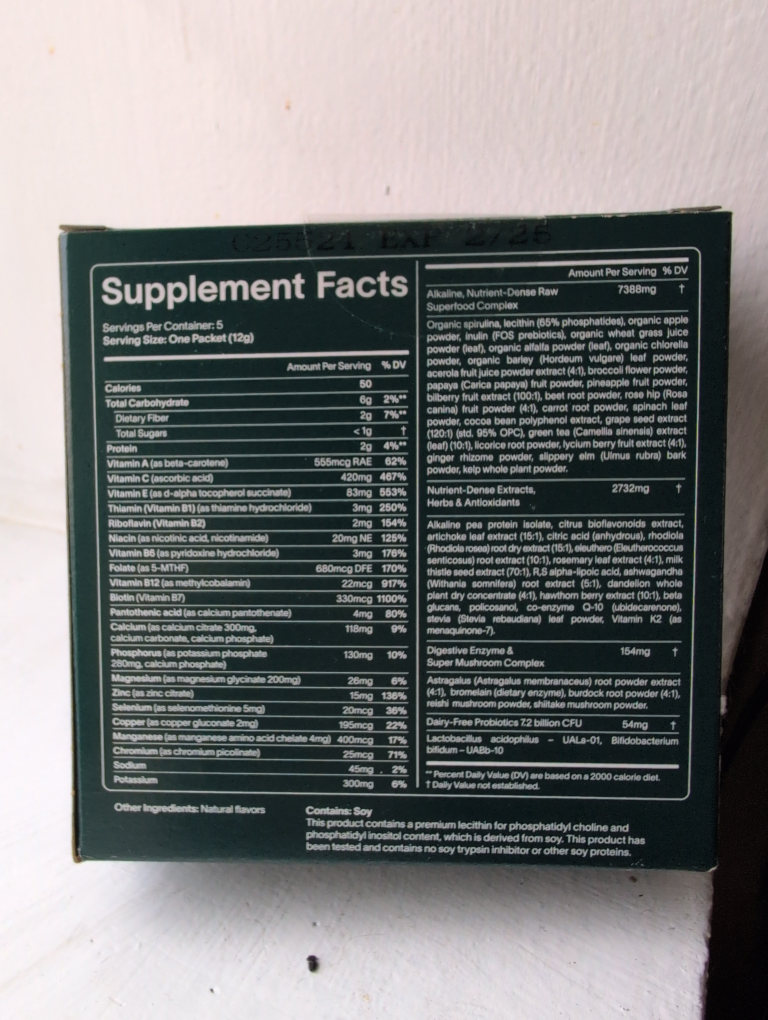 EXP 2/26
Supplement Facts
Servings Per Container: 5
Serving Size: One Packet (12g)
Amount Per Serving % DV
Calories 50
Total Carbohydrate 6g 2%**
Dietary Fiber 2g 7%**
Total Sugars <1g †
Protein 2g 4%**
Vitamin A (as beta-carotene) 555mcg RAE 62%
Vitamin C (ascorbic acid) 420mg 467%
Vitamin E (as d-alpha tocopherol succinate) 83mg 553%
Thiamin (Vitamin B1) (as thiamine hydrochloride) 3mg 250%
Riboflavin (Vitamin B2) 2mg 154%
Niacin (as nicotinic acid, nicotinamide) 20mg NE 125%
Vitamin B6 (as pyridoxine hydrochloride) 3mg 176%
Folate (as 5-MTHF) 680mcg DFE 170%
Vitamin B12 (as methylcobalamin) 22mcg 917%
Biotin (Vitamin B7) 330mcg 1100%
Pantothenic acid (as calcium pantothenate) 4mg 80%
Calcium (as calcium citrate 300mg, 118mg 9%
calcium carbonate, calcium phosphate)
Phosphorus (as potassium phosphate 130mg 10%
280mg, calcium phosphate)
Magnesium (as magnesium glycinate 200mg) 26mg 6%
Zinc (as zinc citrate) 15mg 136%
Selenium (as selenomethionine 5mg) 20mcg 36%
Copper (as copper gluconate 2mg) 195mcg 22%
Manganese (as manganese amino acid chelate 4mg) 400mcg 17%
Chromium (as chromium picolinate) 25mcg 71%
Sodium 45mg 2%
Potassium 300mg 6%
Amount Per Serving % DV
Alkaline, Nutrient-Dense Raw 7388mg †
Superfood Complex
Organic spirulina, lecithin (65% phosphatides), organic apple
powder, inulin (FOS prebiotics), organic wheat grass juice
powder (leaf), organic alfalfa powder (leaf), organic chlorella
powder, organic barley (Hordeum vulgare) leaf powder,
acerola fruit juice powder extract (4:1), broccoli flower powder,
papaya (Carica papaya) fruit powder, pineapple fruit powder,
bilberry fruit extract (100:1), beet root powder, rose hip (Rosa
canina) fruit powder (4:1), carrot root powder, spinach leaf
powder, cocoa bean polyphenol extract, grape seed extract
(120:1) (std. 95% OPC), green tea (Camellia sinensis) extract
(leaf) (10:1), licorice root powder, lycium berry fruit extract (4:1),
ginger rhizome powder, slippery elm (Ulmus rubra) bark
powder, kelp whole plant powder.
Nutrient-Dense Extracts, 2732mg †
Herbs & Antioxidants
Alkaline pea protein isolate, citrus bioflavonoids extract,
artichoke leaf extract (15:1), citric acid (anhydrous), rhodiola
(Rhodiola rosea) root dry extract (15:1), eleuthero (Eleutherococcus
senticosus) root extract (10:1), rosemary leaf extract (4:1), milk
thistle seed extract (70:1), R,S alpha-lipoic acid, ashwagandha
(Withania somnifera) root extract (5:1), dandelion whole
plant dry concentrate (4:1), hawthorn berry extract (10:1), beta
glucans, policosanol, co-enzyme Q-10 (ubidecarenone),
stevia (Stevia rebaudiana) leaf powder, Vitamin K2 (as
menaquinone-7).
Digestive Enzyme & 154mg †
Super Mushroom Complex
Astragalus (Astragalus membranaceus) root powder extract
(4:1), bromelain (dietary enzyme), burdock root powder (4:1),
reishi mushroom powder, shiitake mushroom powder.
Dairy-Free Probiotics 7.2 billion CFU 54mg †
Lactobacillus acidophilus – UALa-01, Bifidobacterium
bifidum – UABb-10
** Percent Daily Value (DV) are based on a 2000 calorie diet.
† Daily Value not established.
Other Ingredients: Natural flavors
Contains: Soy
This product contains a premium lecithin for phosphatidyl choline and
phosphatidyl inositol content, which is derived from soy. This product has
been tested and contains no soy trypsin inhibitor or other soy proteins.